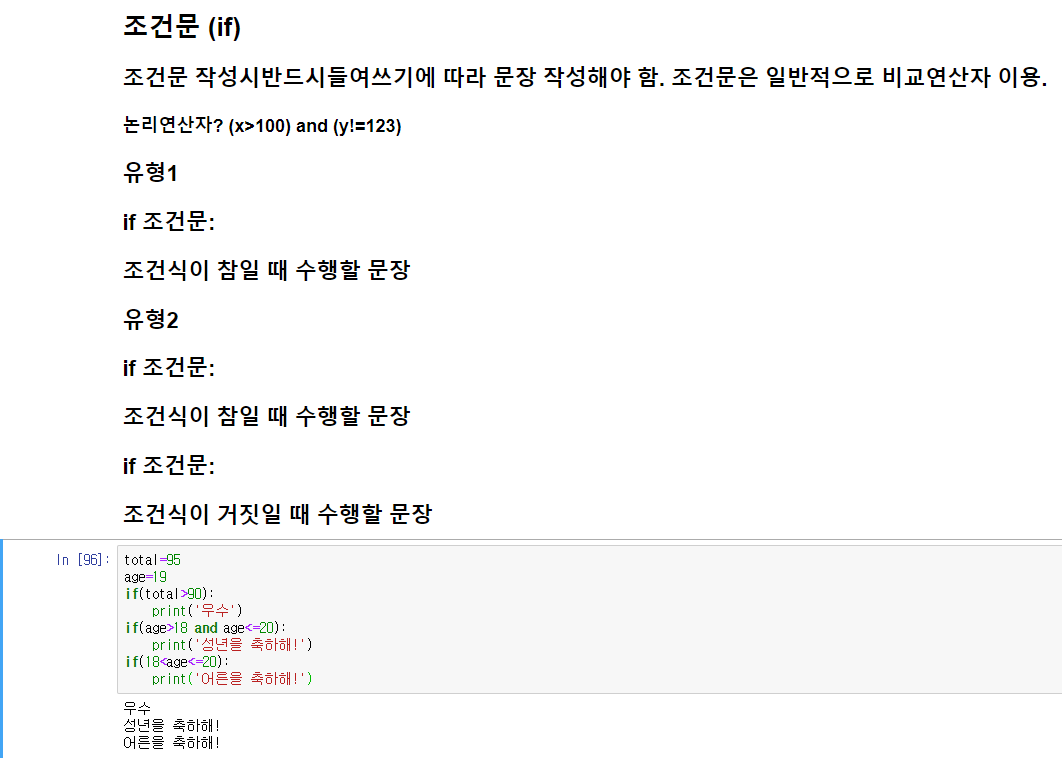 조건문 (if)
조건문 작성시반드시들여쓰기에 따라 문장 작성해야 함. 조건문은 일반적으로 비교연산자 이용.
논리연산자? (x>100) and (y!=123)
유형1
if 조건문:
조건식이 참일 때 수행할 문장
유형2
if 조건문:
조건식이 참일 때 수행할 문장
if 조건문:
조건식이 거짓일 때 수행할 문장
In [96]:
total=95
age=19
if(total>90):
    print('우수')
if(age>18 and age<=20):
    print('성년을 축하해!')
if(18<age<=20):
    print('어른을 축하해!')
우수
성년을 축하해!
어른을 축하해!